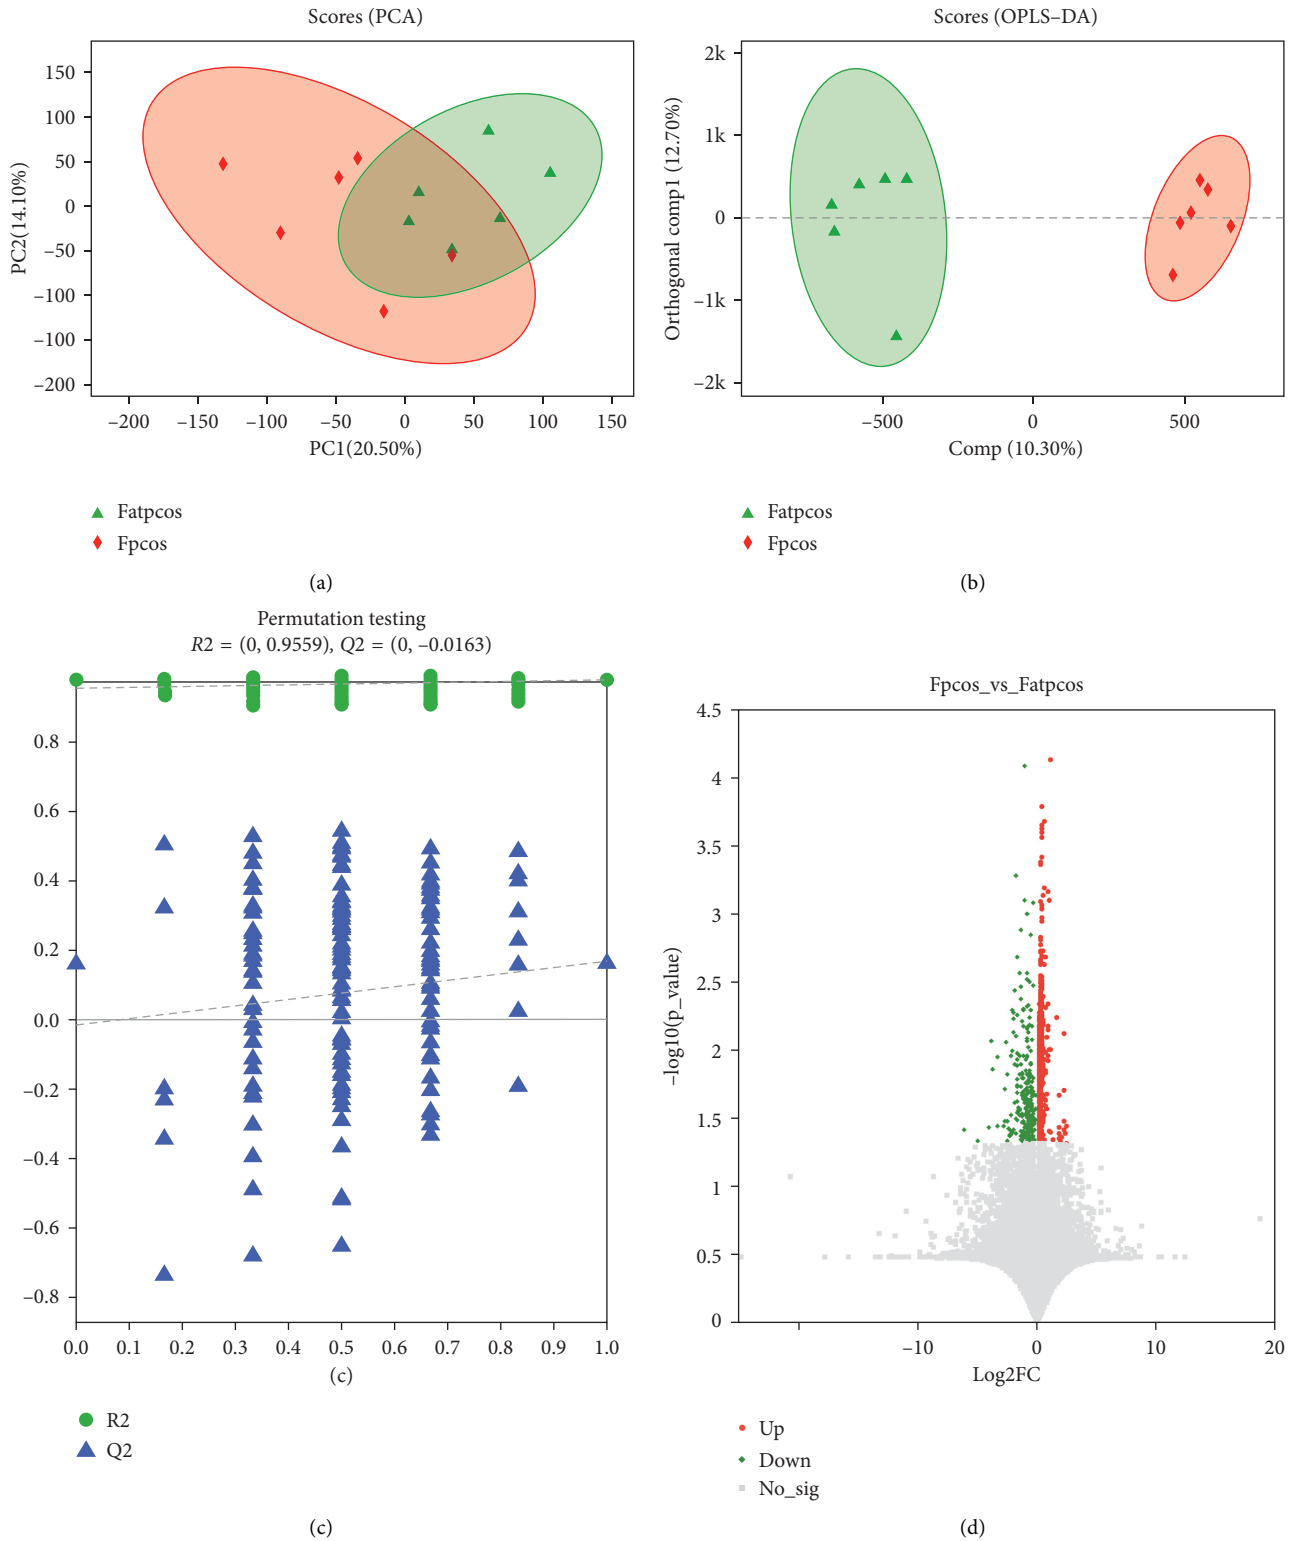 Scores (PCA)
150
100
50
0
−50
−100
−150
−200
PC2(14.10%)
−200 −150 −100 −50 0 50 100 150
PC1(20.50%)
Fatpcos
Fpcos
(a)
Scores (OPLS–DA)
2k
1k
0
−1k
−2k
Orthogonal comp1 (12.70%)
−500 0 500
Comp (10.30%)
Fatpcos
Fpcos
(b)
Permutation testing
R2 = (0, 0.9559), Q2 = (0, −0.0163)
0.8
0.6
0.4
0.2
0.0
−0.2
−0.4
−0.6
−0.8
0.0 0.1 0.2 0.3 0.4 0.5 0.6 0.7 0.8 0.9 1.0
(c)
R2
Q2
(c)
Fpcos_vs_Fatpcos
4.5
4
3.5
3
2.5
2
1.5
1
0.5
0
−log10(p_value)
−10 0 10 20
Log2FC
Up
Down
No_sig
(d)